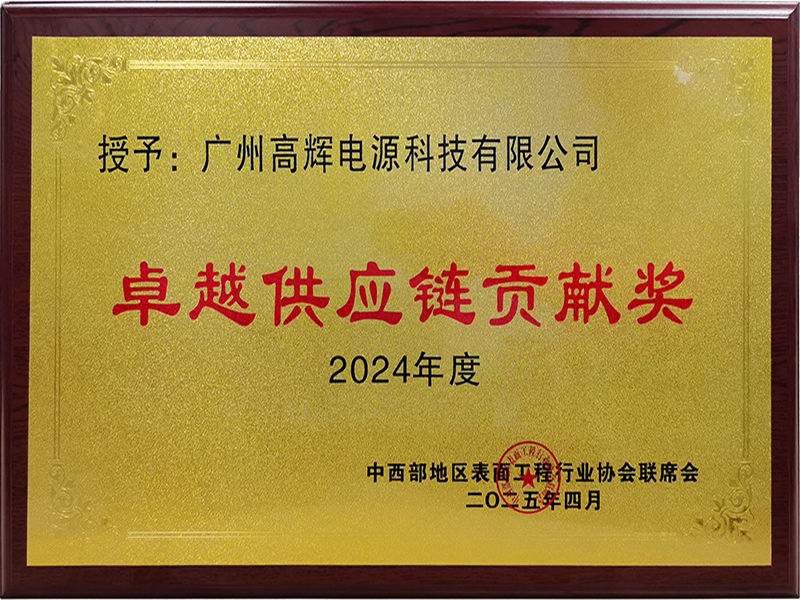 授予：广州高辉电源科技有限公司
卓越供应链贡献奖
2024年度
中西部地区表面工程行业协会联席会
二〇二五年四月